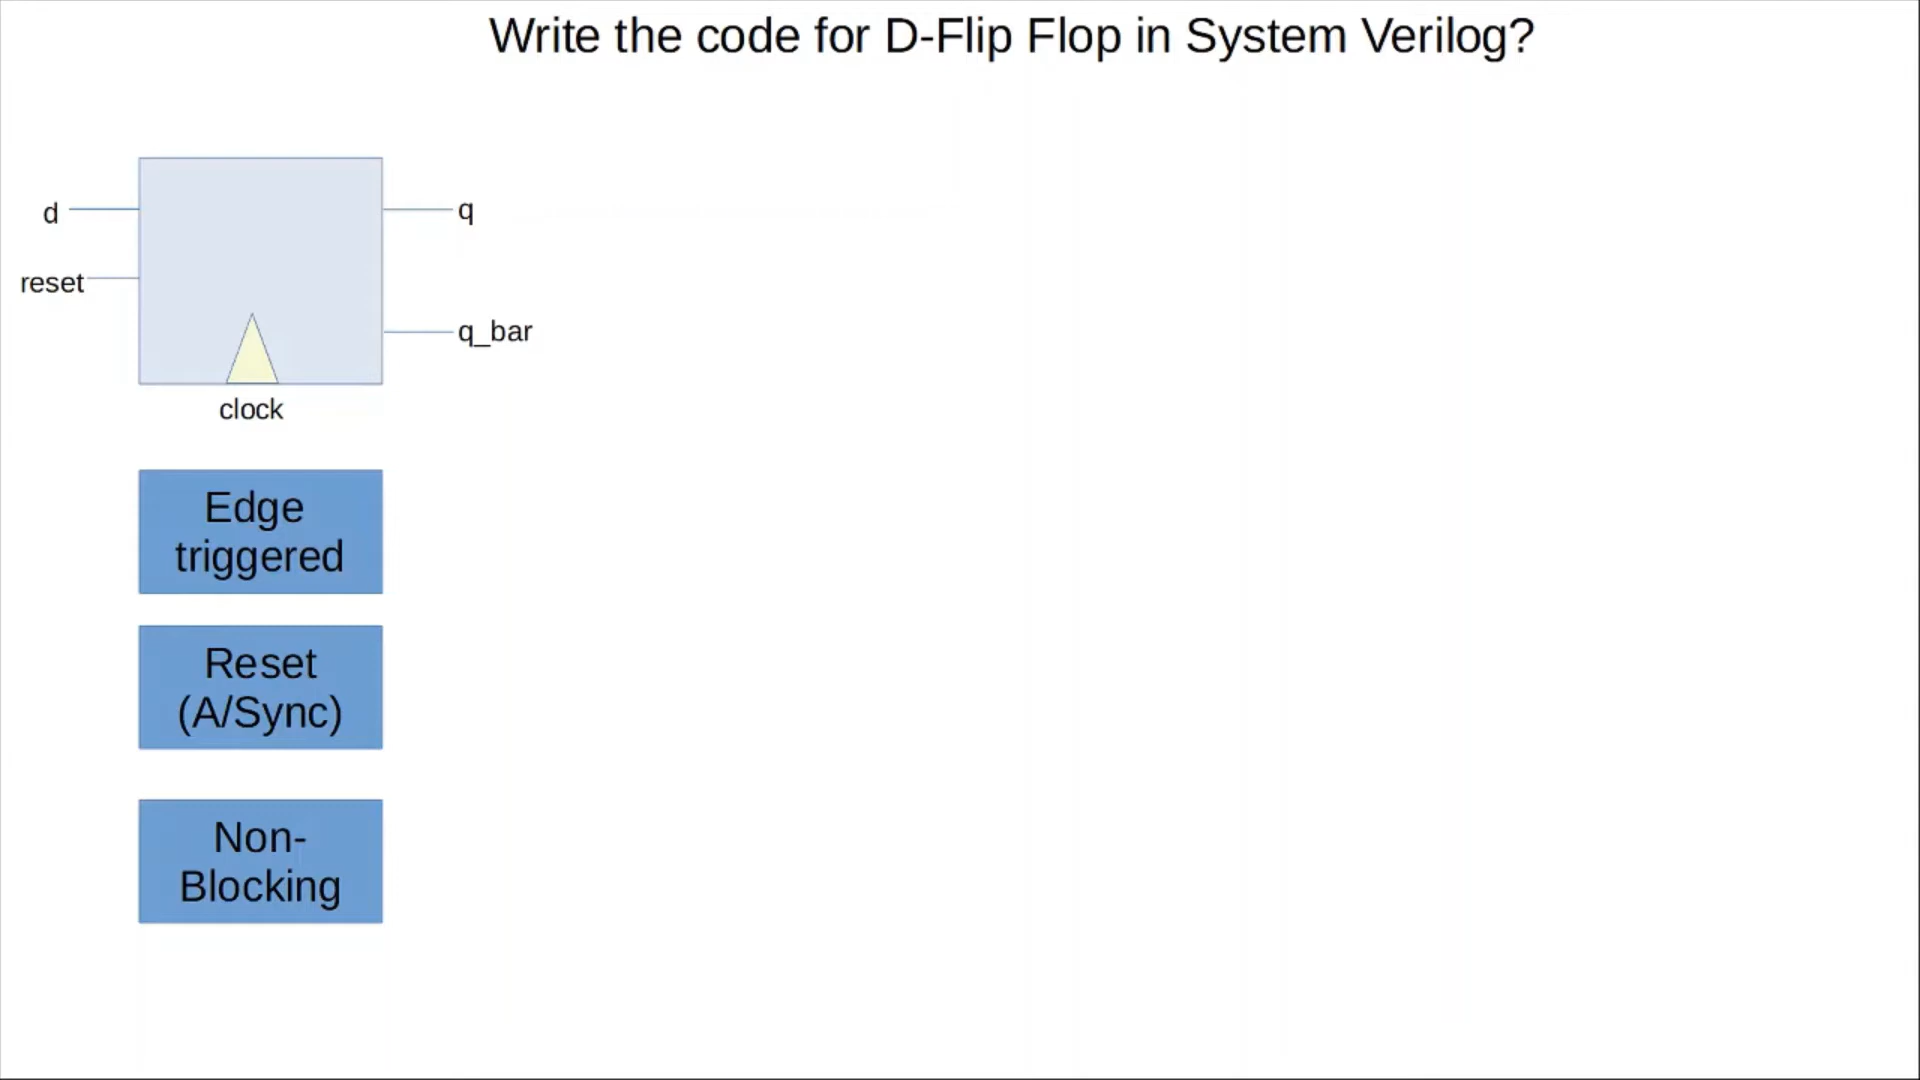 Write the code for D-Flip Flop in System Verilog?
d
q
reset
q_bar
clock
Edge
triggered
Reset
(A/Sync)
Non-
Blocking